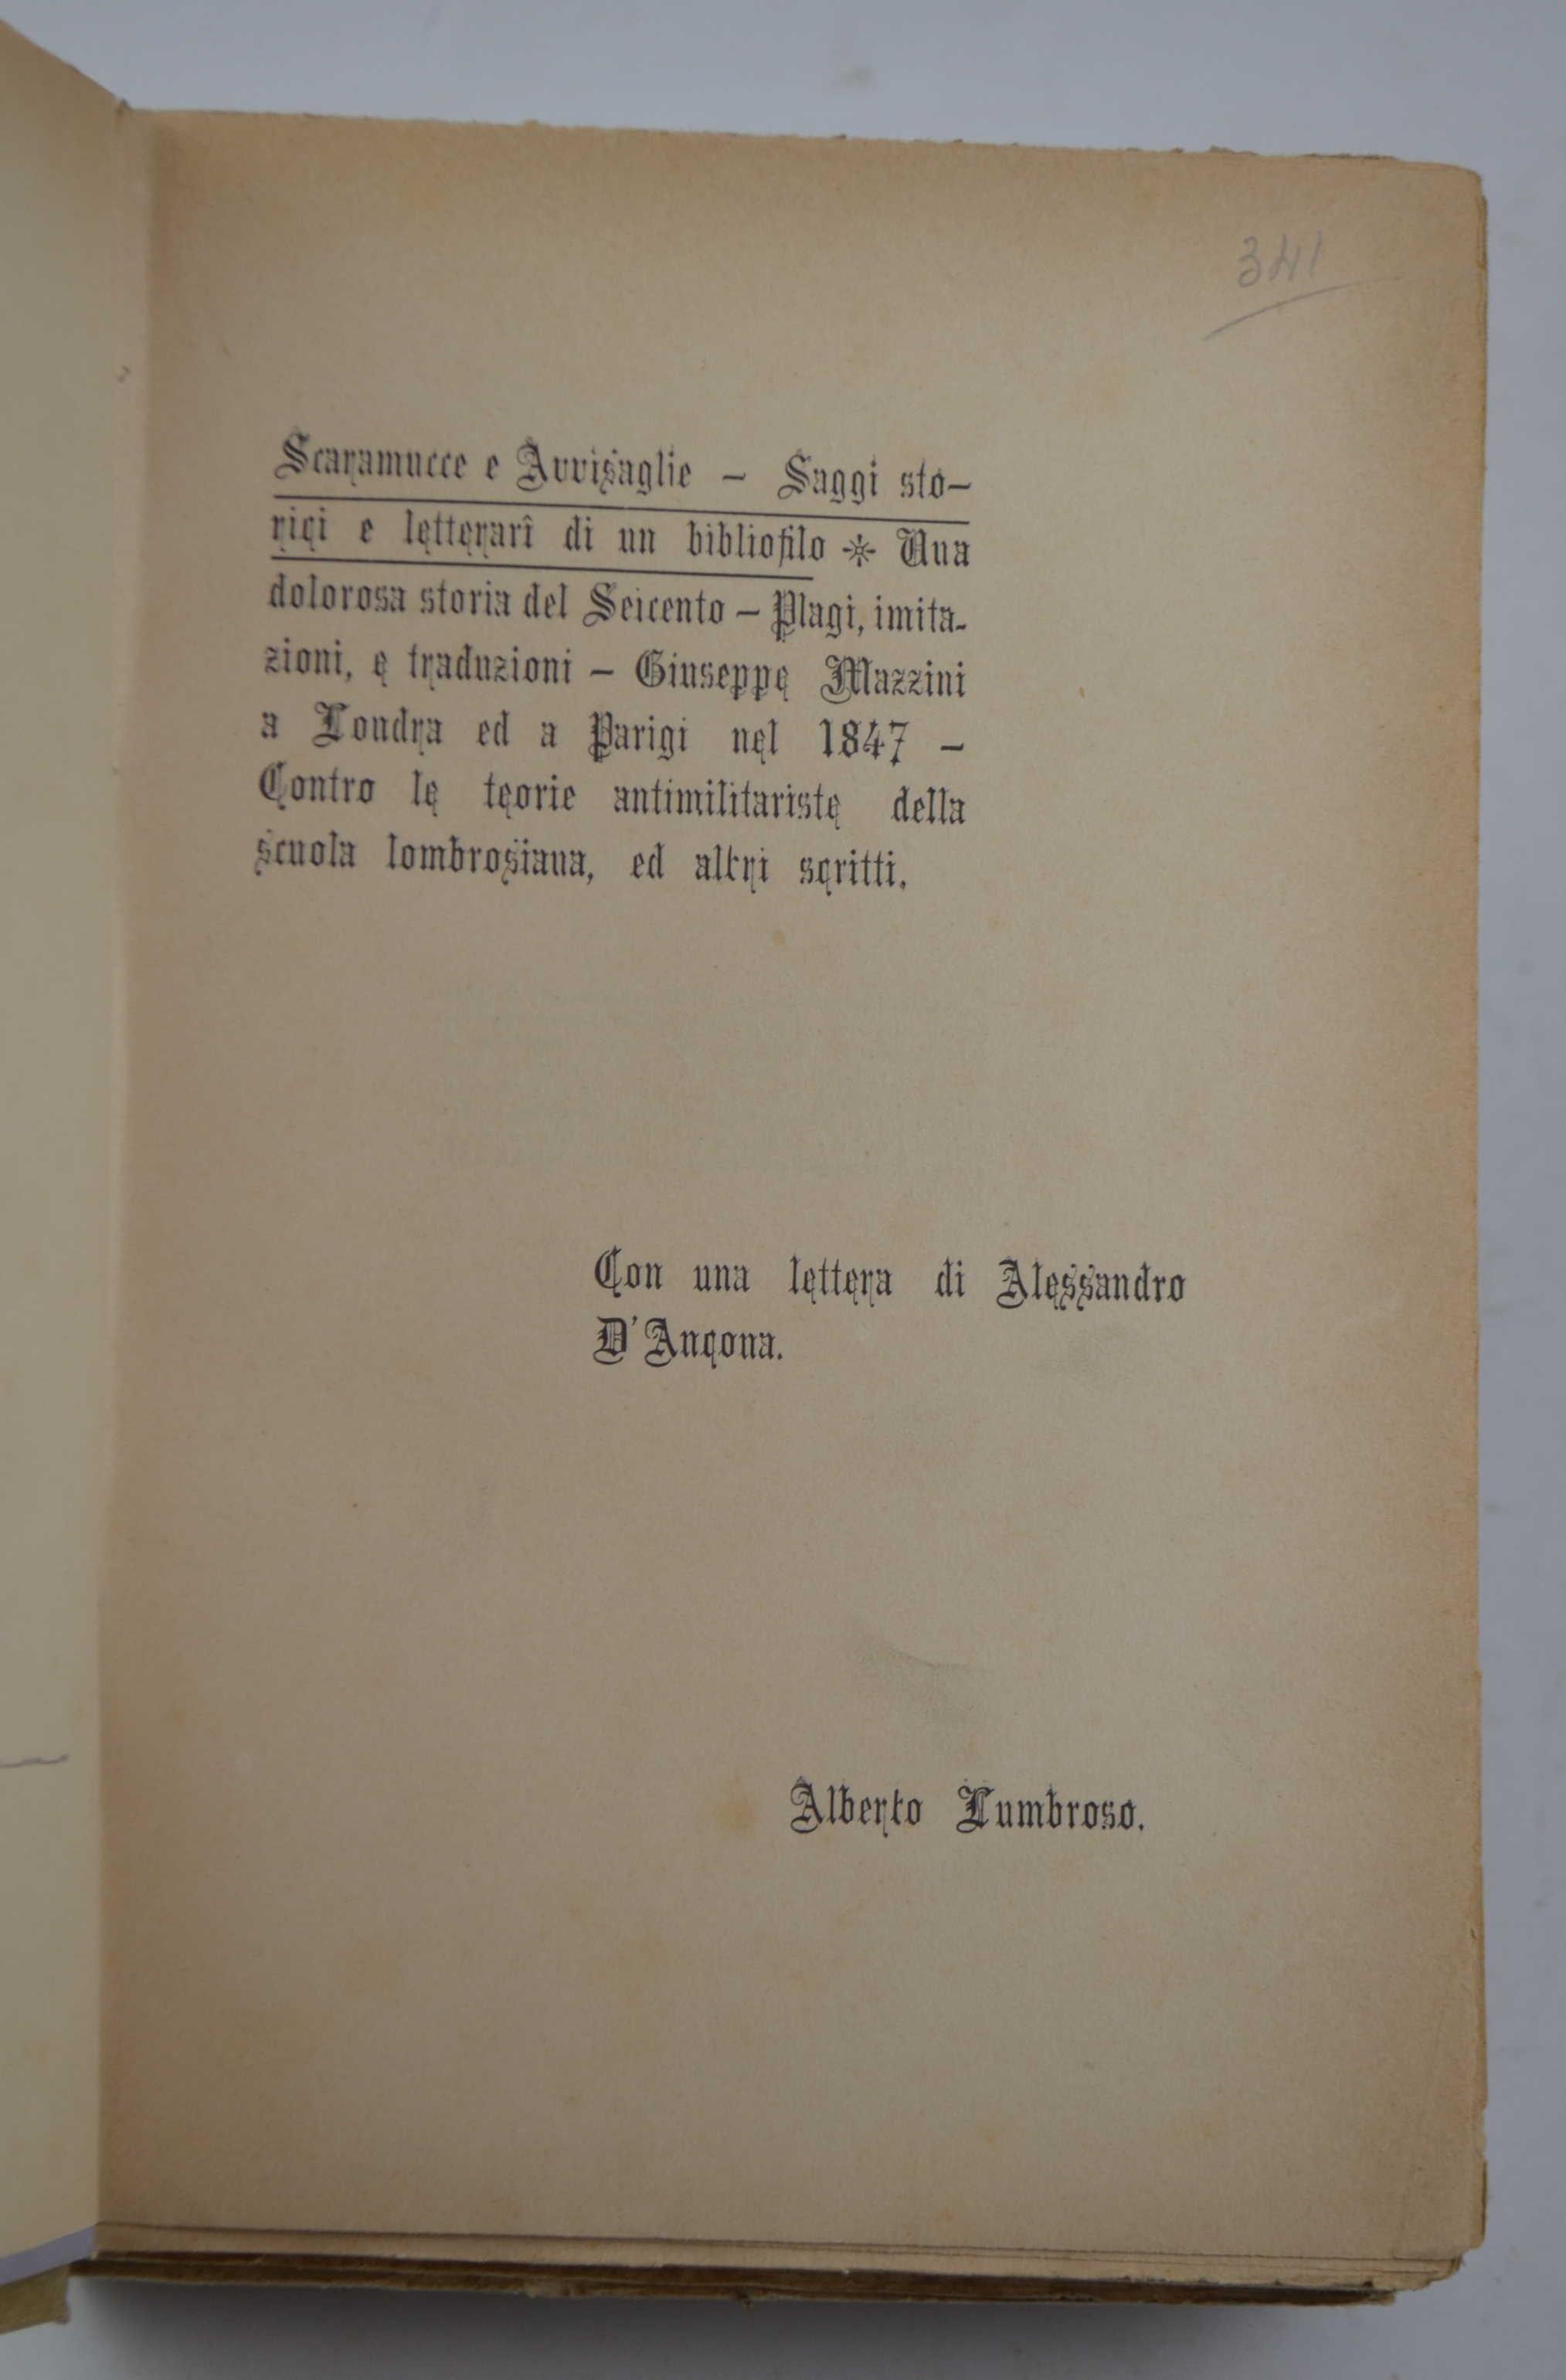 341
Scaramucce e Avvisaglie — Saggi sto-
rici e letterarî di un bibliofilo ✳ Una
dolorosa storia del Seicento — Plagi, imita-
zioni, e traduzioni — Giuseppe Mazzini
a Londra ed a Parigi nel 1847 —
Contro le teorie antimilitariste della
scuola lombrosiana, ed altri scritti.
Con una lettera di Alessandro
D'Ancona.
Alberto Lumbroso.